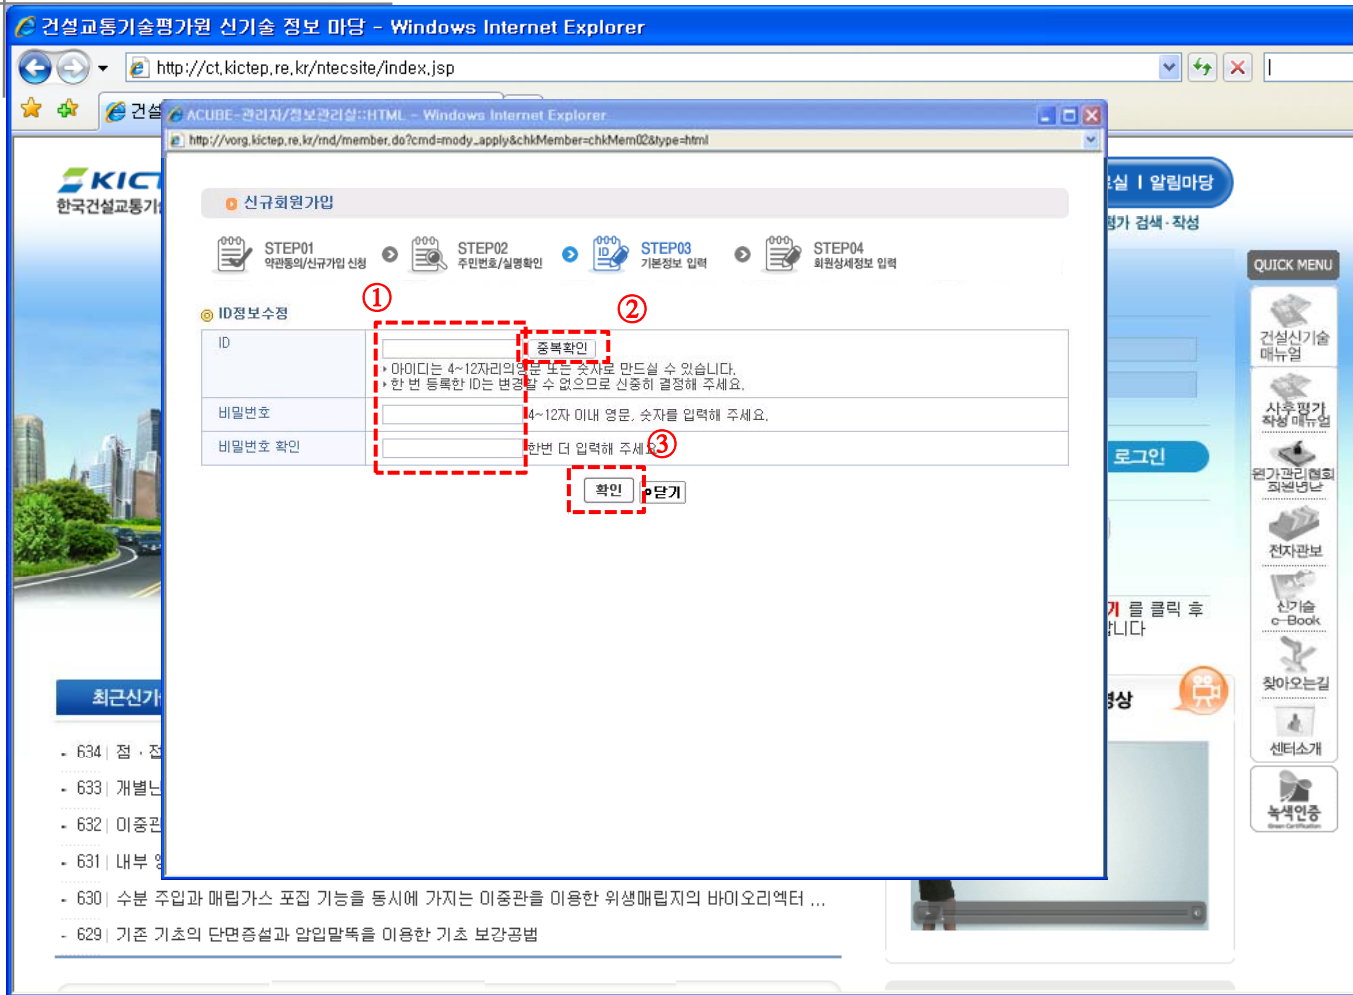 건설교통기술평가원 신기술 정보 마당 - Windows Internet Explorer
http://ct.kictep.re.kr/ntecsite/index.jsp
건설
ACUBE-관리자/정보관리실::HTML - Windows Internet Explorer
http://vorg.kictep.re.kr/rnd/member.do?cmd=mody_apply&chkMember=chkMem02&type=html
KICT
한국건설교통기술
신규회원가입
STEP01
약관동의/신규가입 신청
STEP02
주민번호/실명확인
STEP03
기본정보 입력
STEP04
회원상세정보 입력
ID정보수정
①
②
ID
중복확인
아이디는 4~12자리의영문 또는 숫자로 만드실 수 있습니다.
한 번 등록한 ID는 변경할 수 없으므로 신중히 결정해 주세요.
비밀번호
4~12자 이내 영문, 숫자를 입력해 주세요.
비밀번호 확인
한번 더 입력해 주세요
③
확인
닫기
실 | 알림마당
평가 검색·작성
로그인
기 를 클릭 후
합니다
영상
QUICK MENU
건설신기술
매뉴얼
사후평가
작성 매뉴얼
원가관리협회
전자관보
신기술
e-Book
찾아오는길
센터소개
녹색인증
Green Certification
최근신기
634 | 점·접
633 | 개별난
632 | 이중관
631 | 내부
630 | 수분 주입과 매립가스 포집 기능을 동시에 가지는 이중관을 이용한 위생매립지의 바이오리엑터 ...
629 | 기존 기초의 단면증설과 압입말뚝을 이용한 기초 보강공법